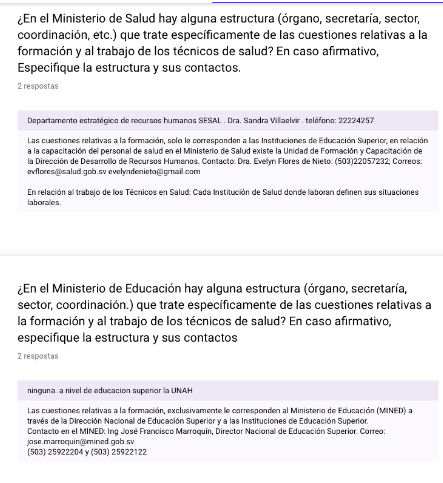 ¿En el Ministerio de Salud hay alguna estructura (órgano, secretaría, sector,
coordinación, etc.) que trate específicamente de las cuestiones relativas a la
formación y al trabajo de los técnicos de salud? En caso afirmativo,
Especifique la estructura y sus contactos.
2 respostas
Departamento estratégico de recursos humanos SESAL . Dra. Sandra Villaelvir . teléfono: 22224257
Las cuestiones relativas a la formación, solo le corresponden a las Instituciones de Educación Superior, en relación
a la capacitación del personal de salud en el Ministerio de Salud existe la Unidad de Formación y Capacitación de
la Dirección de Desarrollo de Recursos Humanos. Contacto: Dra. Evelyn Flores de Nieto: (503)22057232; Correos:
evflores@salud.gob.sv evelyndenieto@gmail.com
En relación al trabajo de los Técnicos en Salud: Cada Institución de Salud donde laboran definen sus situaciones
laborales.
¿En el Ministerio de Educación hay alguna estructura (órgano, secretaría,
sector, coordinación.) que trate específicamente de las cuestiones relativas a
la formación y al trabajo de los técnicos de salud? En caso afirmativo,
especifique la estructura y sus contactos
2 respostas
ninguna. a nivel de educacion superior la UNAH
Las cuestiones relativas a la formación, exclusivamente le corresponden al Ministerio de Educación (MINED) a
través de la Dirección Nacional de Educación Superior y a las Instituciones de Educación Superior.
Contacto en el MINED: Ing José Francisco Marroquín, Director Nacional de Educación Superior. Correo:
jose.marroquin@mined.gob.sv
(503) 25922204 y (503) 25922122